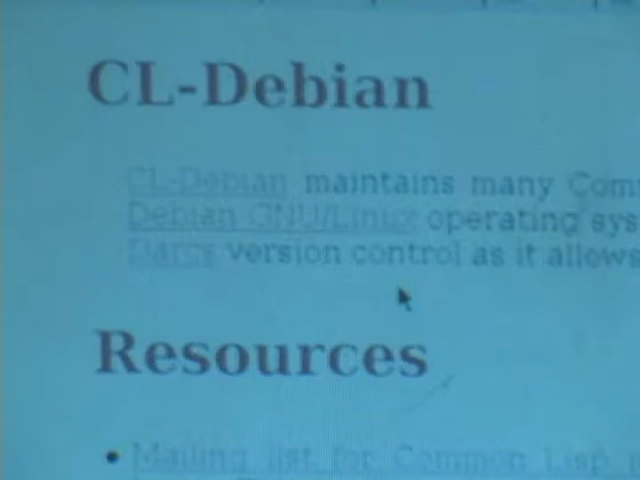 CL-Debian
CL-Debian maintains many Com
Debian GNU/Linux operating sys
Darcs version control as it allows
Resources
Mailing list for Common Lisp